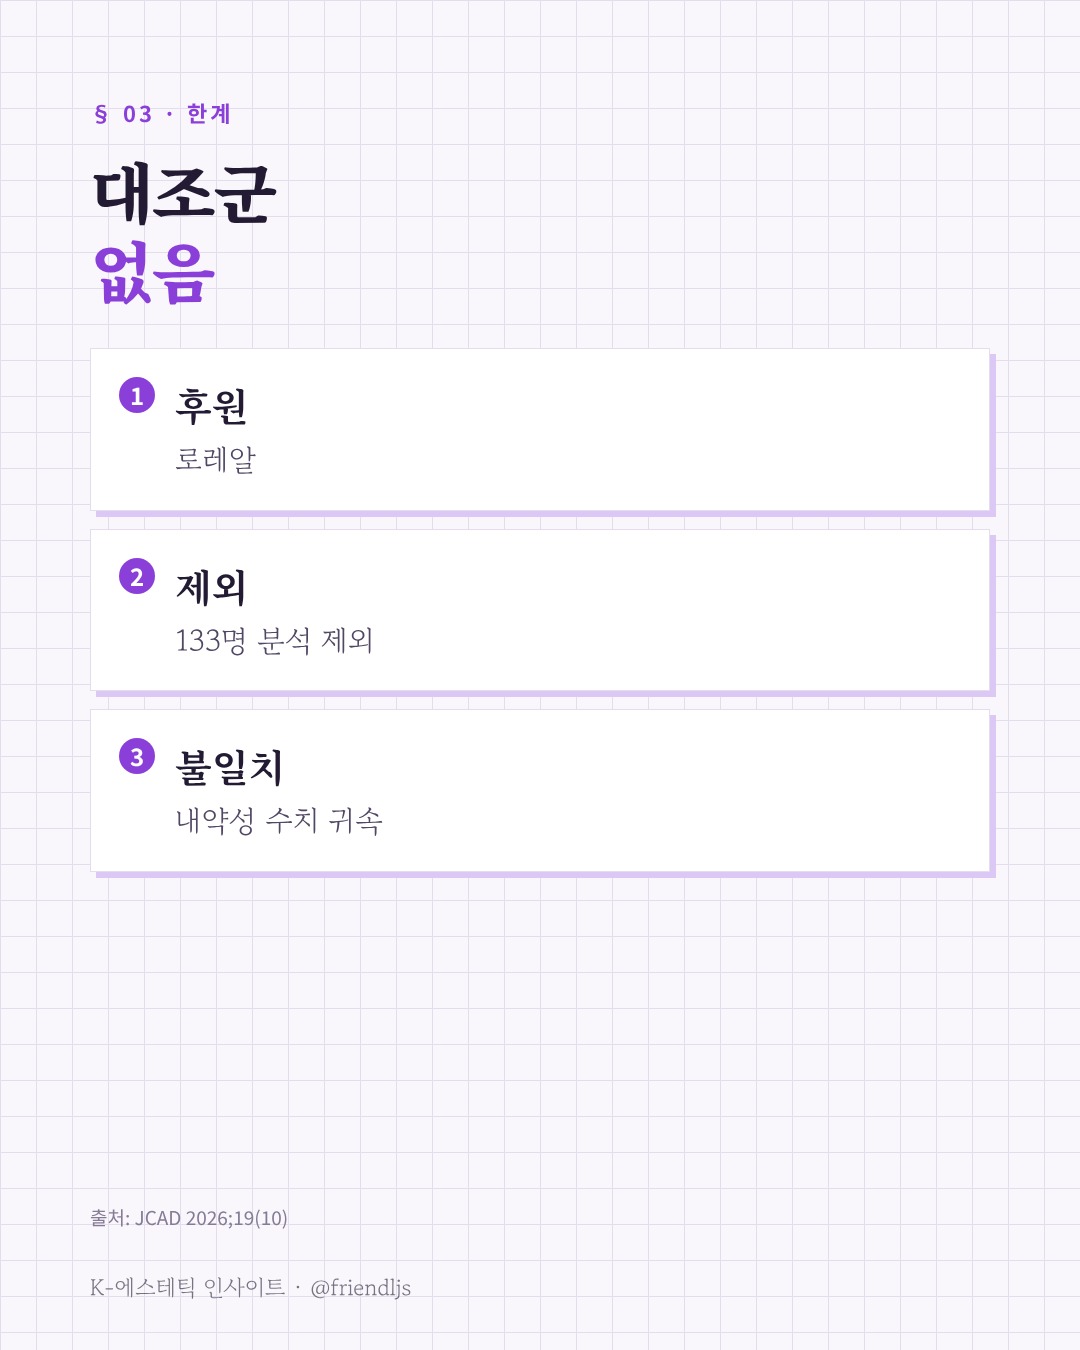 § 03 · 한계
대조군
없음
1 후원
로레알
2 제외
133명 분석 제외
3 불일치
내약성 수치 귀속
출처: JCAD 2026;19(10)
K-에스테틱 인사이트 · @friendljs